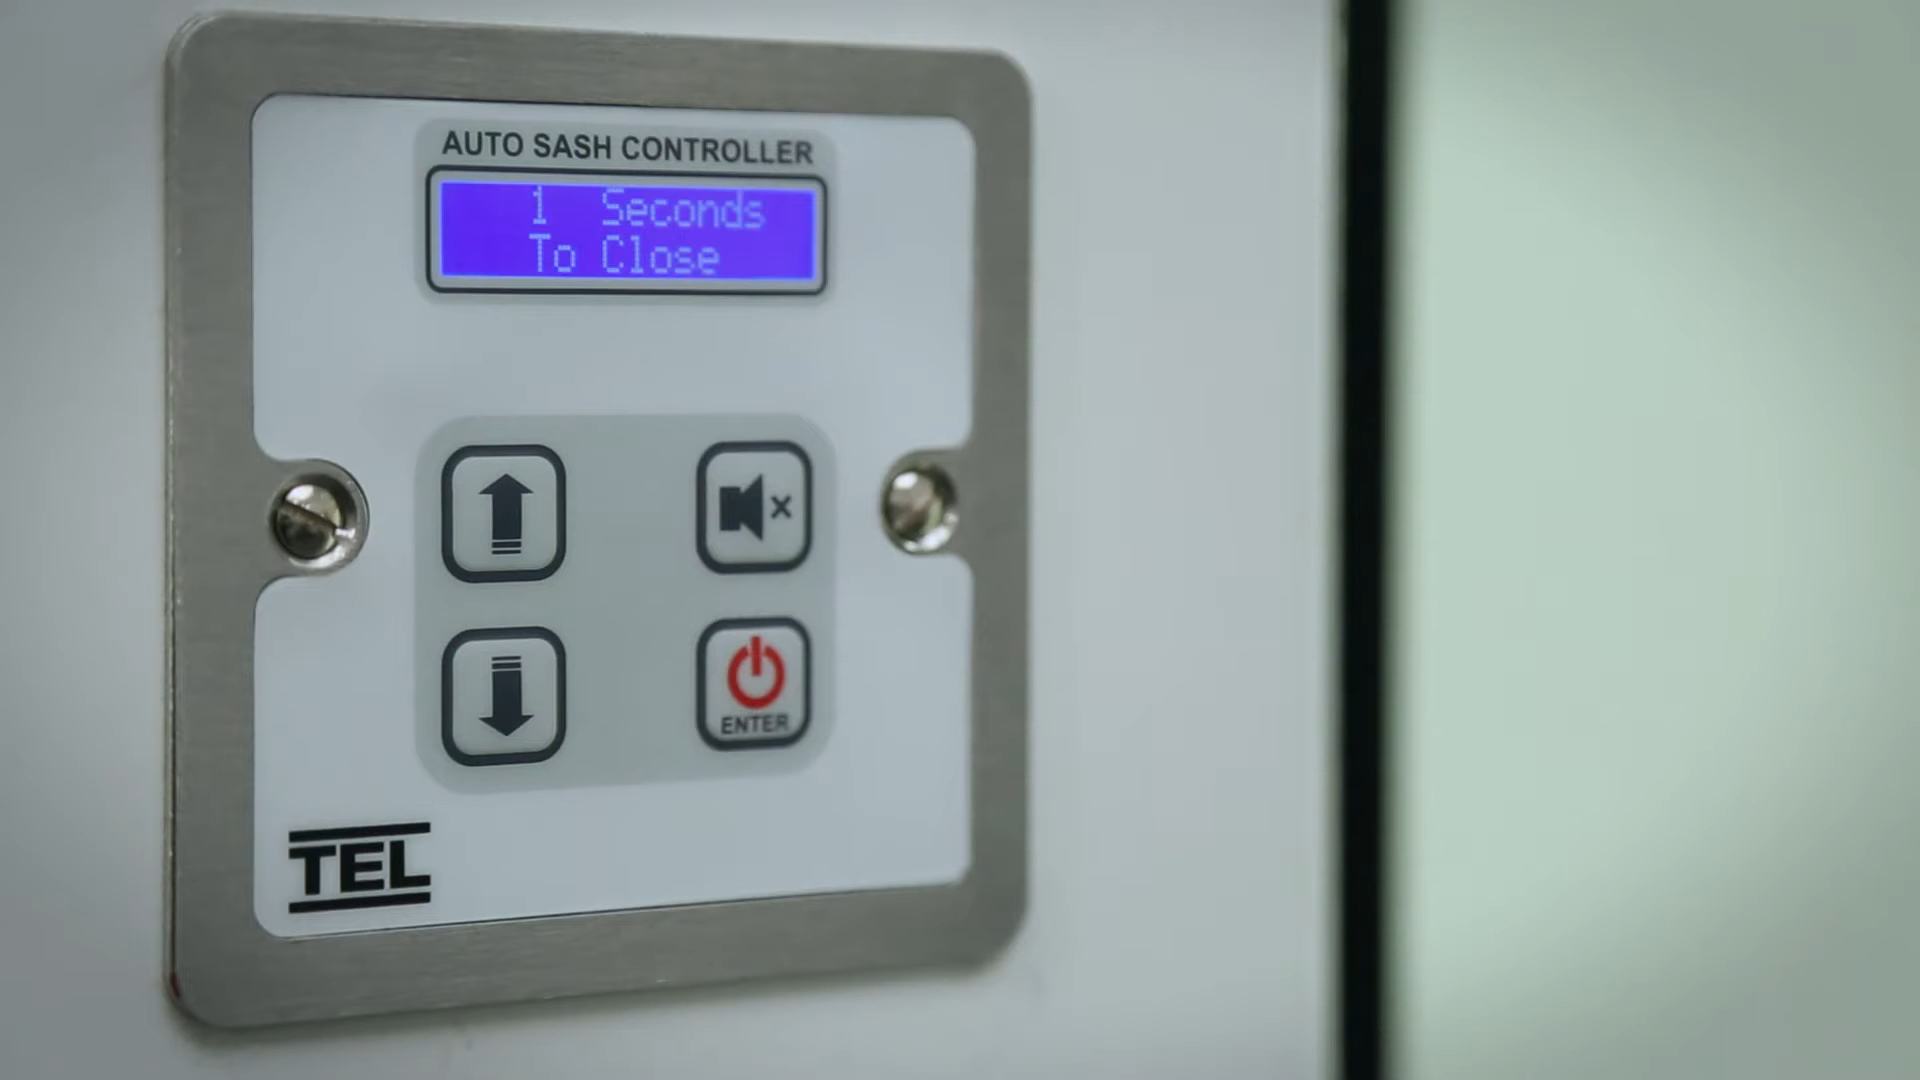 AUTO SASH CONTROLLER
1 Seconds
To Close
ENTER
TEL